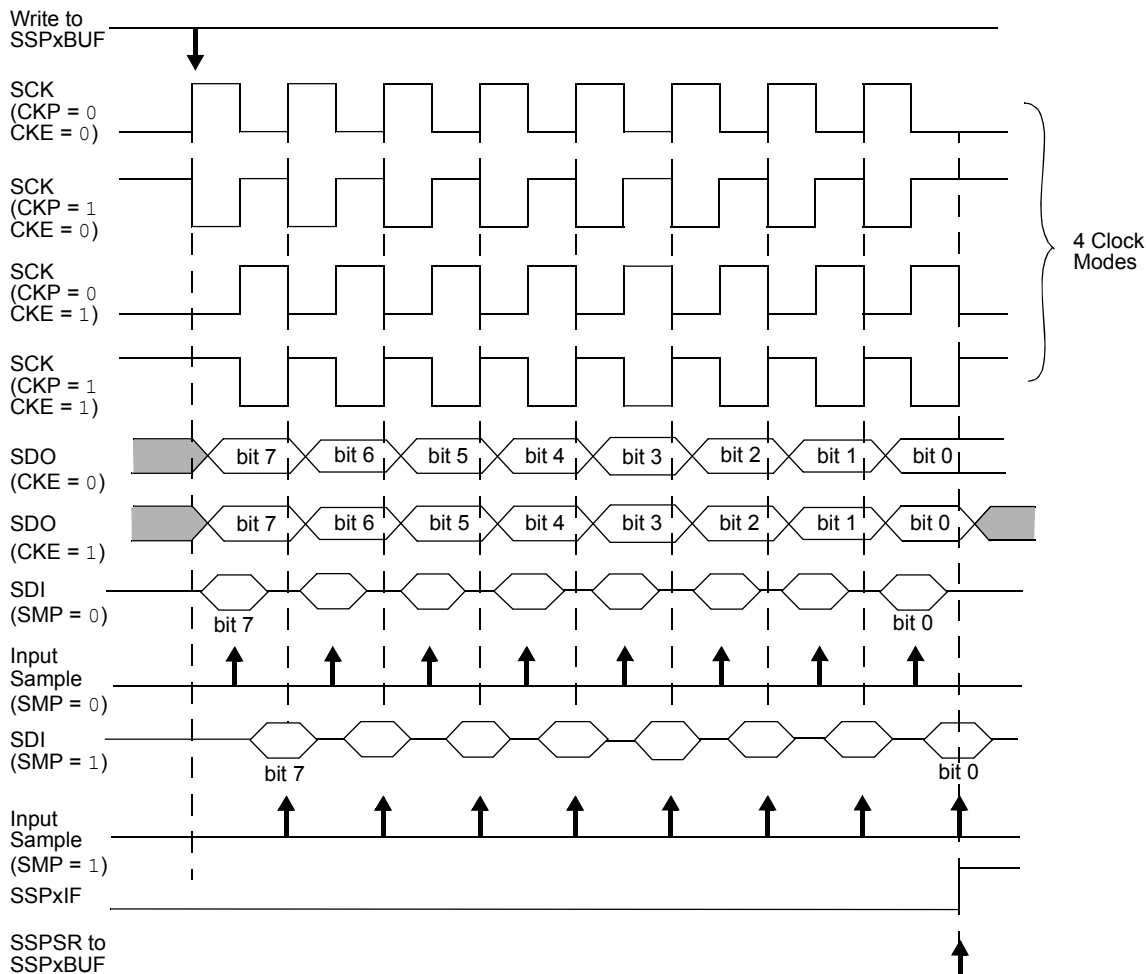 Write to
SSPxBUF
SCK
(CKP = 0
CKE = 0)
SCK
(CKP = 1
CKE = 0)
SCK
(CKP = 0
CKE = 1)
SCK
(CKP = 1
CKE = 1)
4 Clock
Modes
SDO
(CKE = 0)
bit 7 bit 6 bit 5 bit 4 bit 3 bit 2 bit 1 bit 0
SDO
(CKE = 1)
bit 7 bit 6 bit 5 bit 4 bit 3 bit 2 bit 1 bit 0
SDI
(SMP = 0)
bit 7 bit 0
Input
Sample
(SMP = 0)
SDI
(SMP = 1)
bit 7 bit 0
Input
Sample
(SMP = 1)
SSPxIF
SSPSR to
SSPxBUF